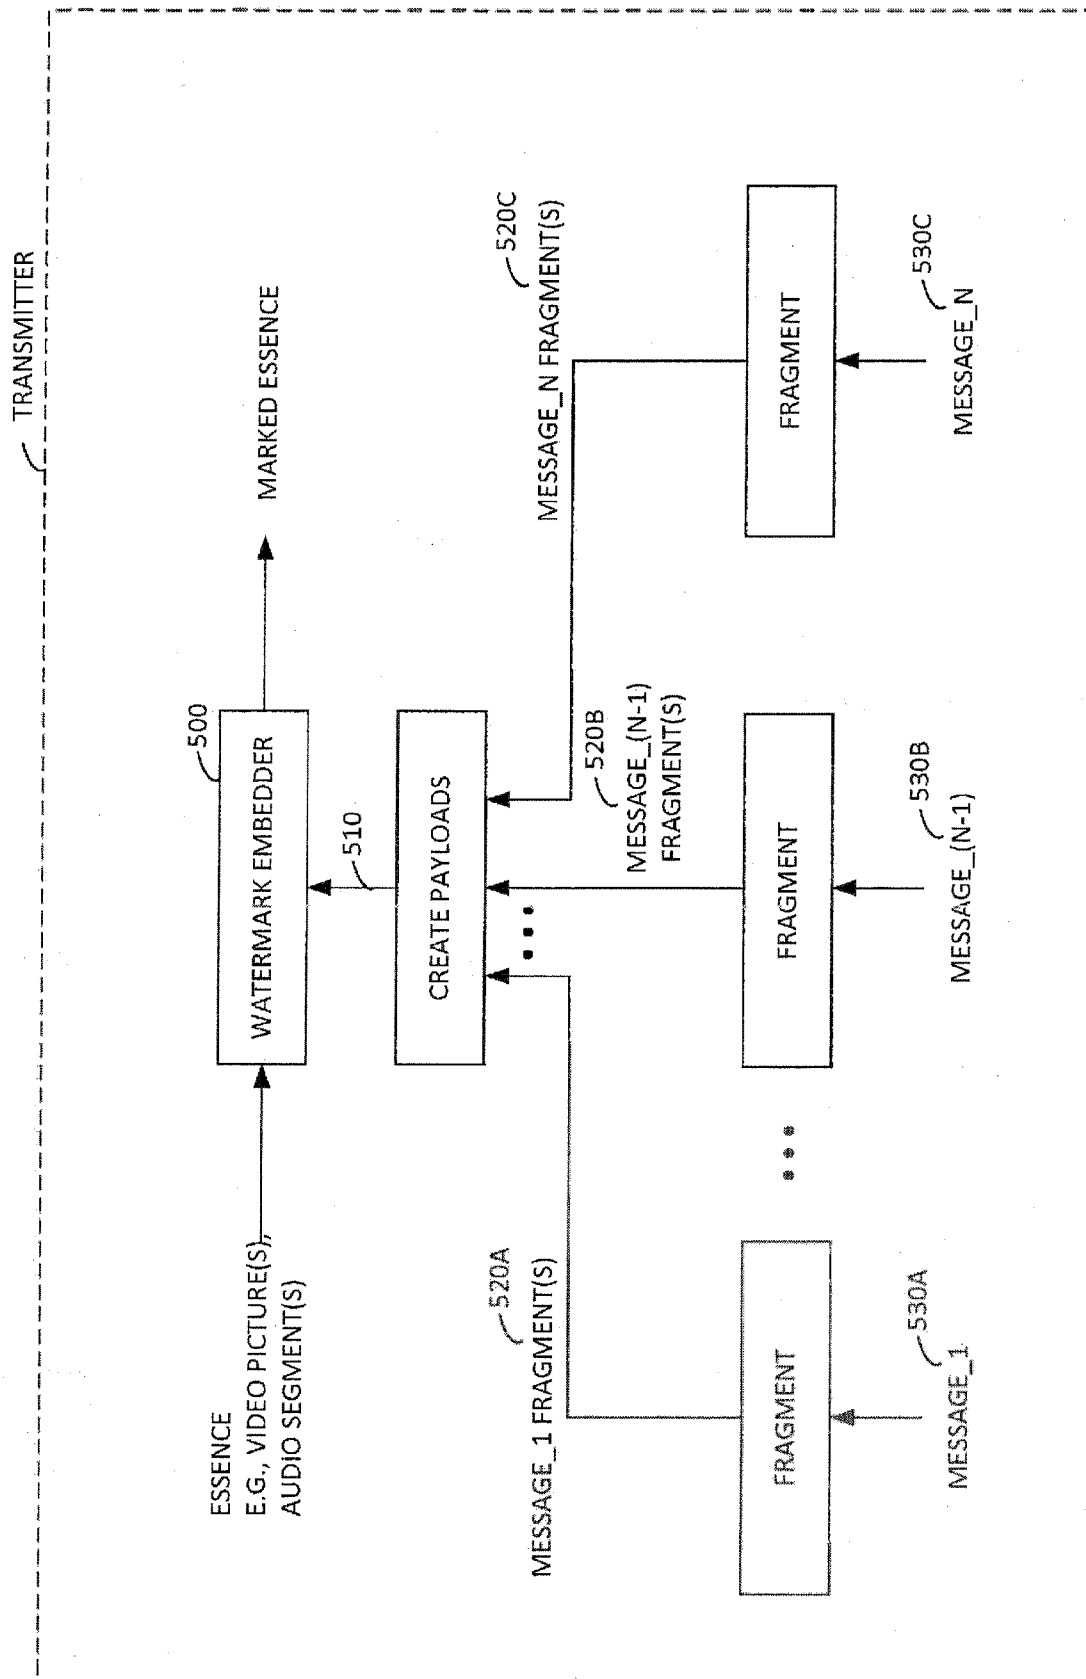 TRANSMITTER
ESSENCE
E.G., VIDEO PICTURE(S),
AUDIO SEGMENT(S)
500
WATERMARK EMBEDDER
MARKED ESSENCE
510
CREATE PAYLOADS
520A
MESSAGE_1 FRAGMENT(S)
520B
MESSAGE_(N-1)
FRAGMENT(S)
520C
MESSAGE_N FRAGMENT(S)
FRAGMENT
FRAGMENT
FRAGMENT
530A
MESSAGE_1
530B
MESSAGE_(N-1)
530C
MESSAGE_N